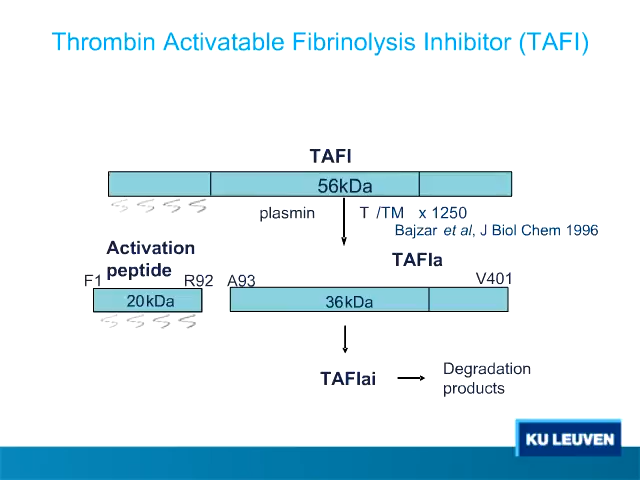 Thrombin Activatable Fibrinolysis Inhibitor (TAFI)
TAFI
56kDa
plasmin T /TM x 1250
Bajzar et al, J Biol Chem 1996
Activation
peptide
TAFIa
F1 R92 A93 V401
20kDa 36kDa
TAFIai
Degradation
products
KU LEUVEN